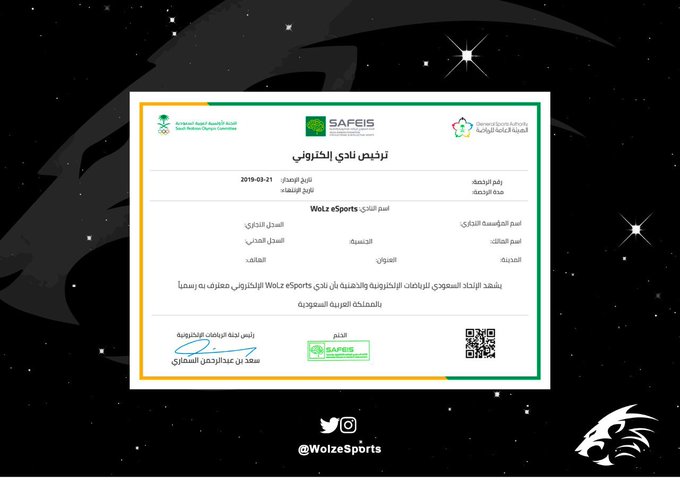 اللجنة الأولمبية العربية السعودية
Saudi Arabian Olympic Committee
SAFEIS
General Sports Authority
الهيئة العامة للرياضة
ترخيص نادي إلكتروني
رقم الرخصة:
تاريخ الإصدار: 2019-03-21
مدة الرخصة:
تاريخ الإنتهاء:
اسم النادي: WoLz eSports
اسم المؤسسة التجاري:
السجل التجاري:
اسم المالك:
الجنسية:
السجل المدني:
المدينة:
العنوان:
الهاتف:
يشهد الإتحاد السعودي للرياضات الإلكترونية والذهنية بأن نادي WoLz eSports الإلكتروني معترف به رسمياً
بالمملكة العربية السعودية
الختم
SAFEIS
رئيس لجنة الرياضات الإلكترونية
سعد بن عبدالرحمن السماري
@WolzeSports